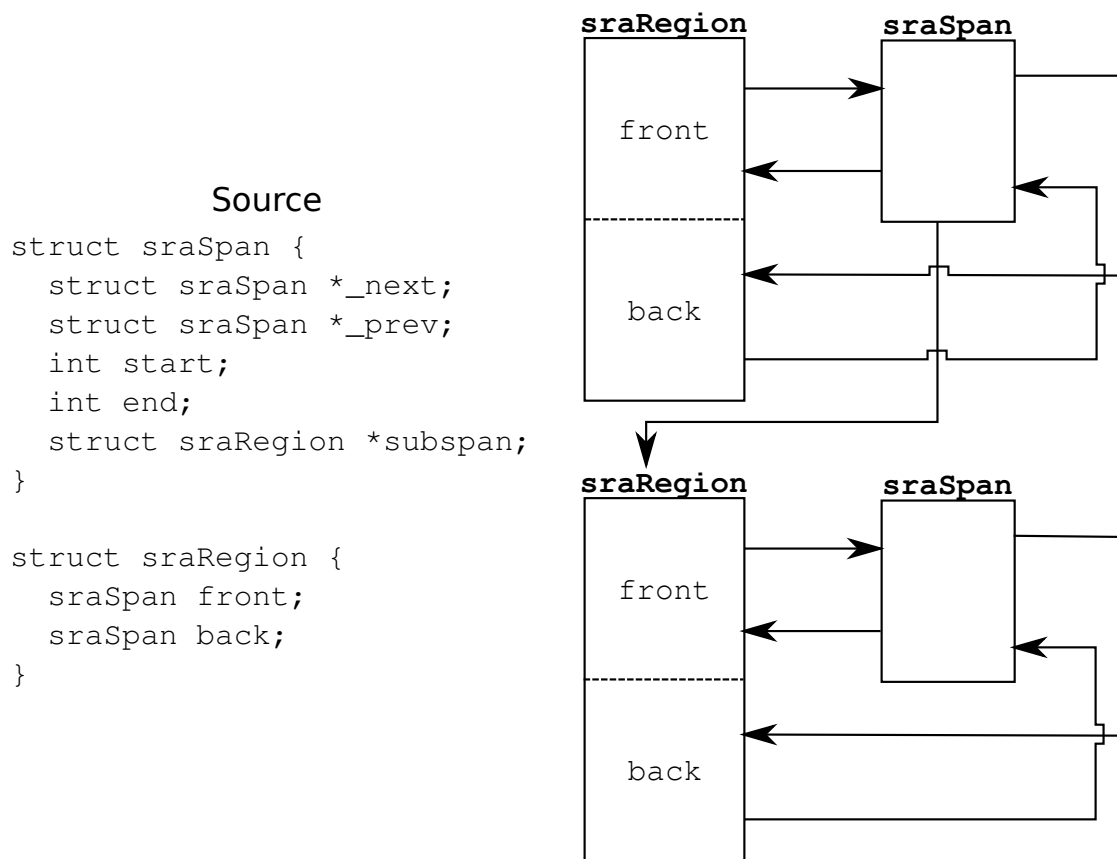 Source
struct sraSpan {
  struct sraSpan *_next;
  struct sraSpan *_prev;
  int start;
  int end;
  struct sraRegion *subspan;
}

struct sraRegion {
  sraSpan front;
  sraSpan back;
}
sraRegion
sraSpan
front
back
sraRegion
sraSpan
front
back